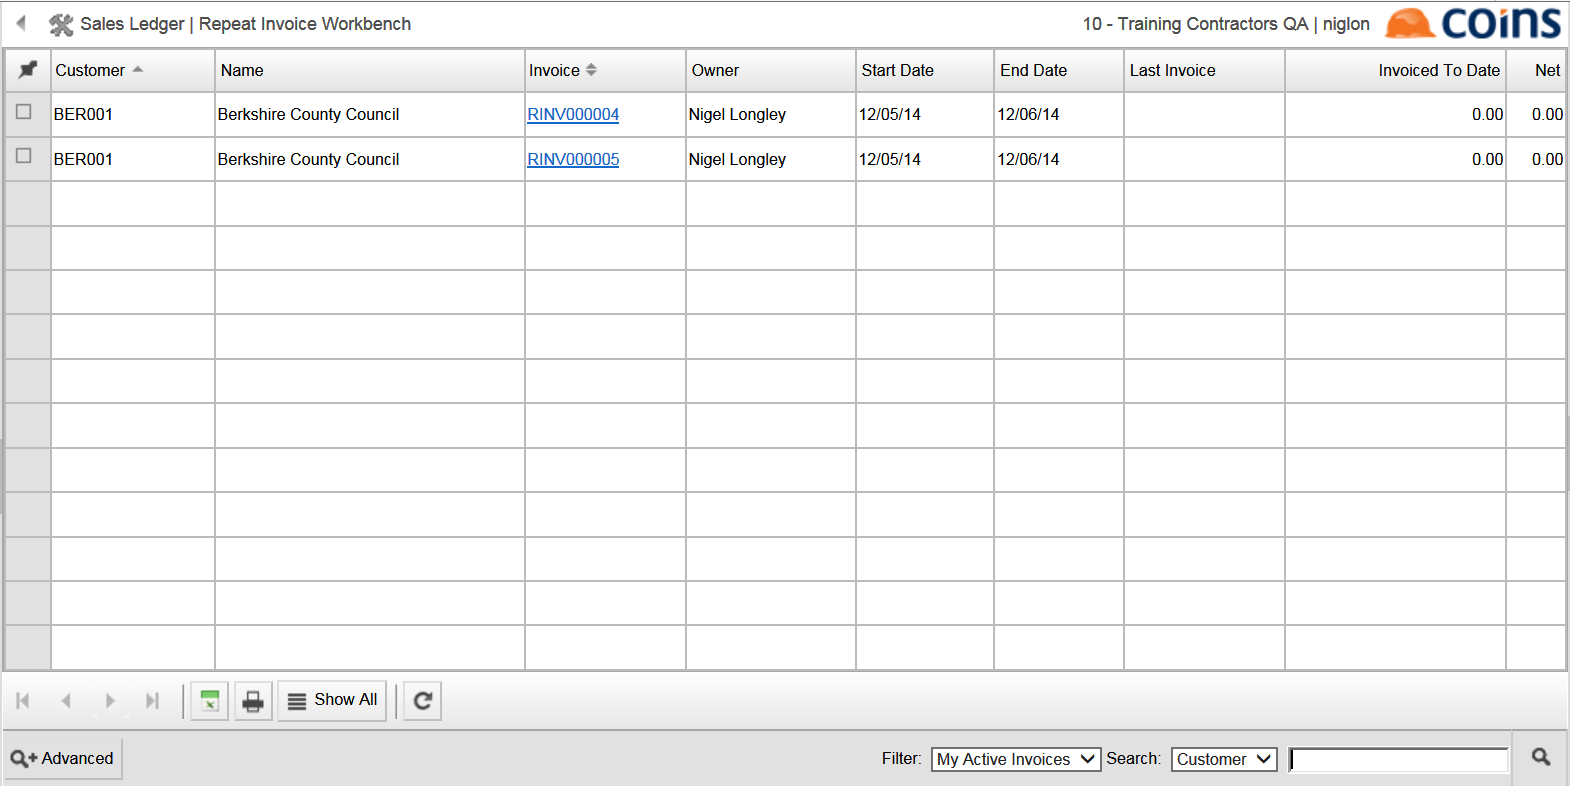 Sales Ledger | Repeat Invoice Workbench 10 - Training Contractors QA | niglon coins
Customer Name Invoice Owner Start Date End Date Last Invoice Invoiced To Date Net
BER001 Berkshire County Council RINV000004 Nigel Longley 12/05/14 12/06/14 0.00 0.00
BER001 Berkshire County Council RINV000005 Nigel Longley 12/05/14 12/06/14 0.00 0.00
Show All
Advanced Filter: My Active Invoices Search: Customer